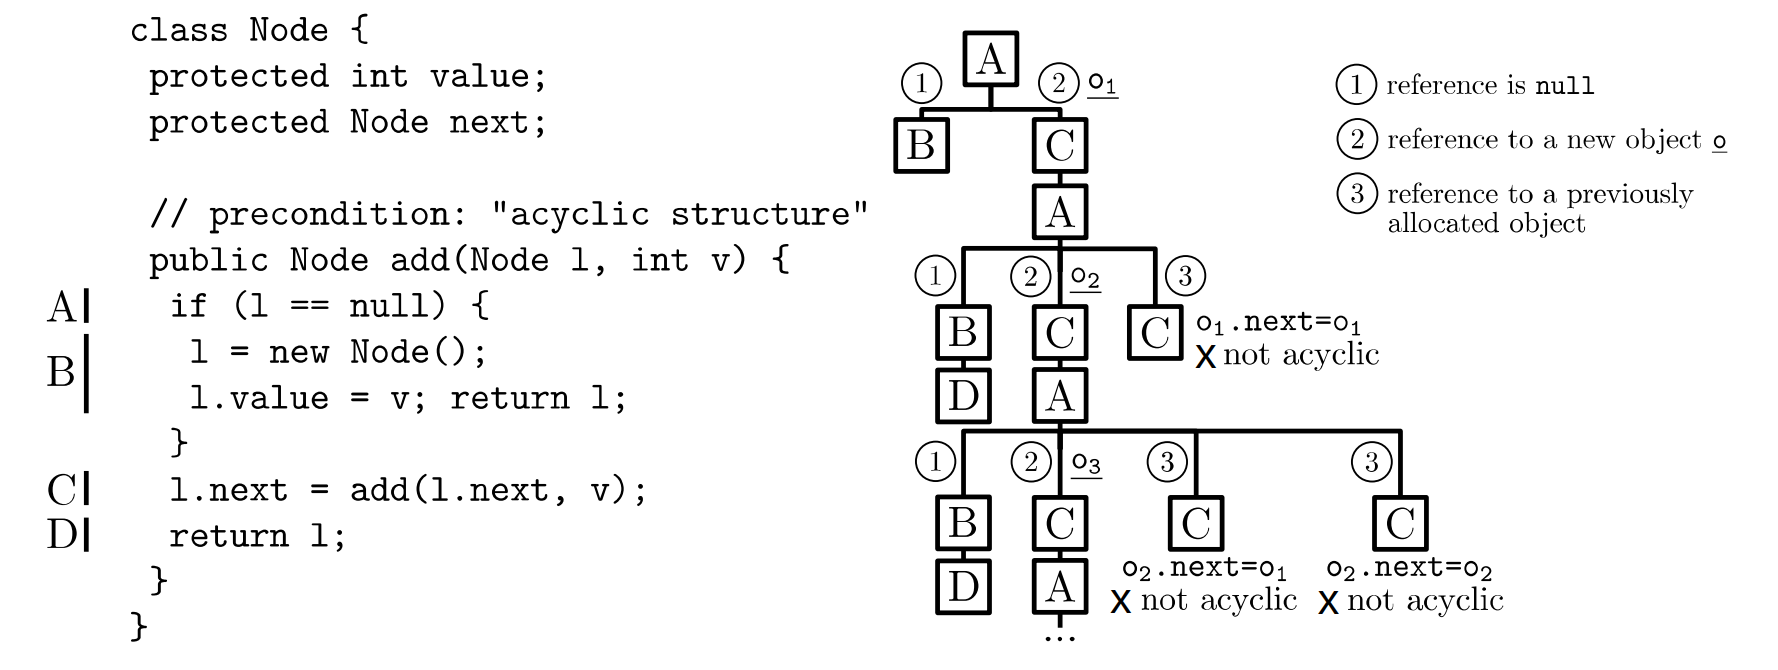 class Node {
protected int value;
protected Node next;
// precondition: "acyclic structure"
public Node add(Node l, int v) {
A if (l == null) {
B l = new Node();
l.value = v; return l;
}
C l.next = add(l.next, v);
D return l;
}
}
A
1 2 o1
B C
A
1 2 o2 3
B C C o1.next=o1
X not acyclic
D A
1 2 o3 3 3
B C C C
o2.next=o1 o2.next=o2
D A X not acyclic X not acyclic
...
1 reference is null
2 reference to a new object o
3 reference to a previously
allocated object